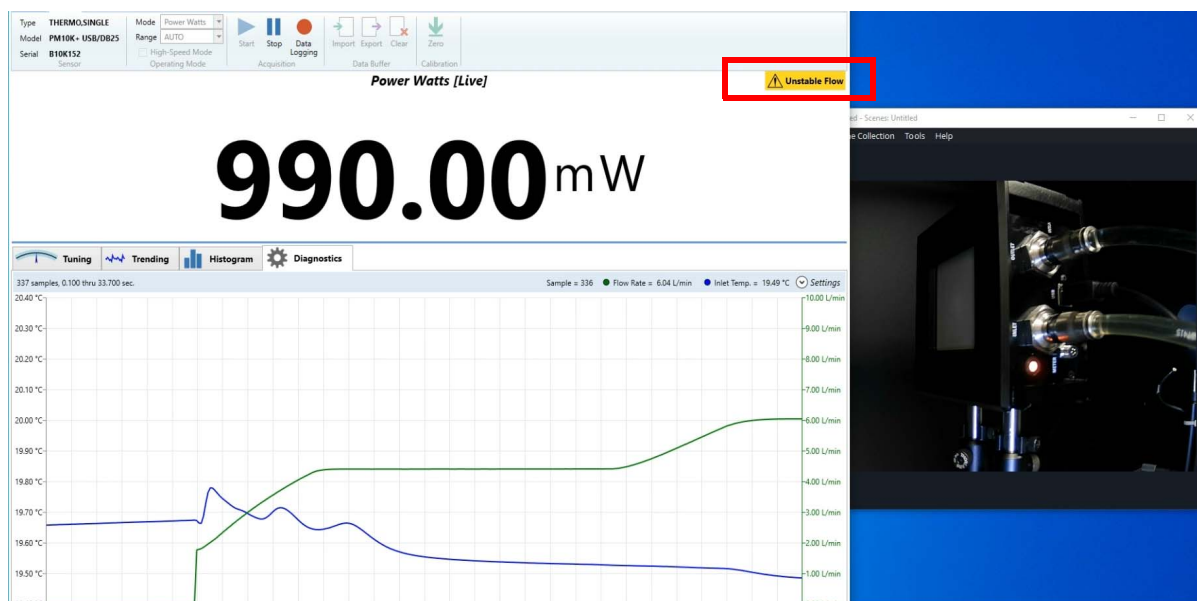 Type THERMO,SINGLE
Model PM10K+ USB/DB25
Serial B10K152
Sensor
Mode Power Watts
Range AUTO
High-Speed Mode
Operating Mode
Start Stop Data Logging
Acquisition
Import Export Clear
Data Buffer
Zero
Calibration
Power Watts [Live]
Unstable Flow
990.00 mW
Tuning Trending Histogram Diagnostics
337 samples, 0.100 thru 33.700 sec.
Sample = 336 Flow Rate = 6.04 L/min Inlet Temp. = 19.49 °C Settings
20.40 °C
20.30 °C
20.20 °C
20.10 °C
20.00 °C
19.90 °C
19.80 °C
19.70 °C
19.60 °C
19.50 °C
10.00 L/min
9.00 L/min
8.00 L/min
7.00 L/min
6.00 L/min
5.00 L/min
4.00 L/min
3.00 L/min
2.00 L/min
1.00 L/min
ed - Scenes: Untitled
e Collection Tools Help
OUTLET
INLET
METER